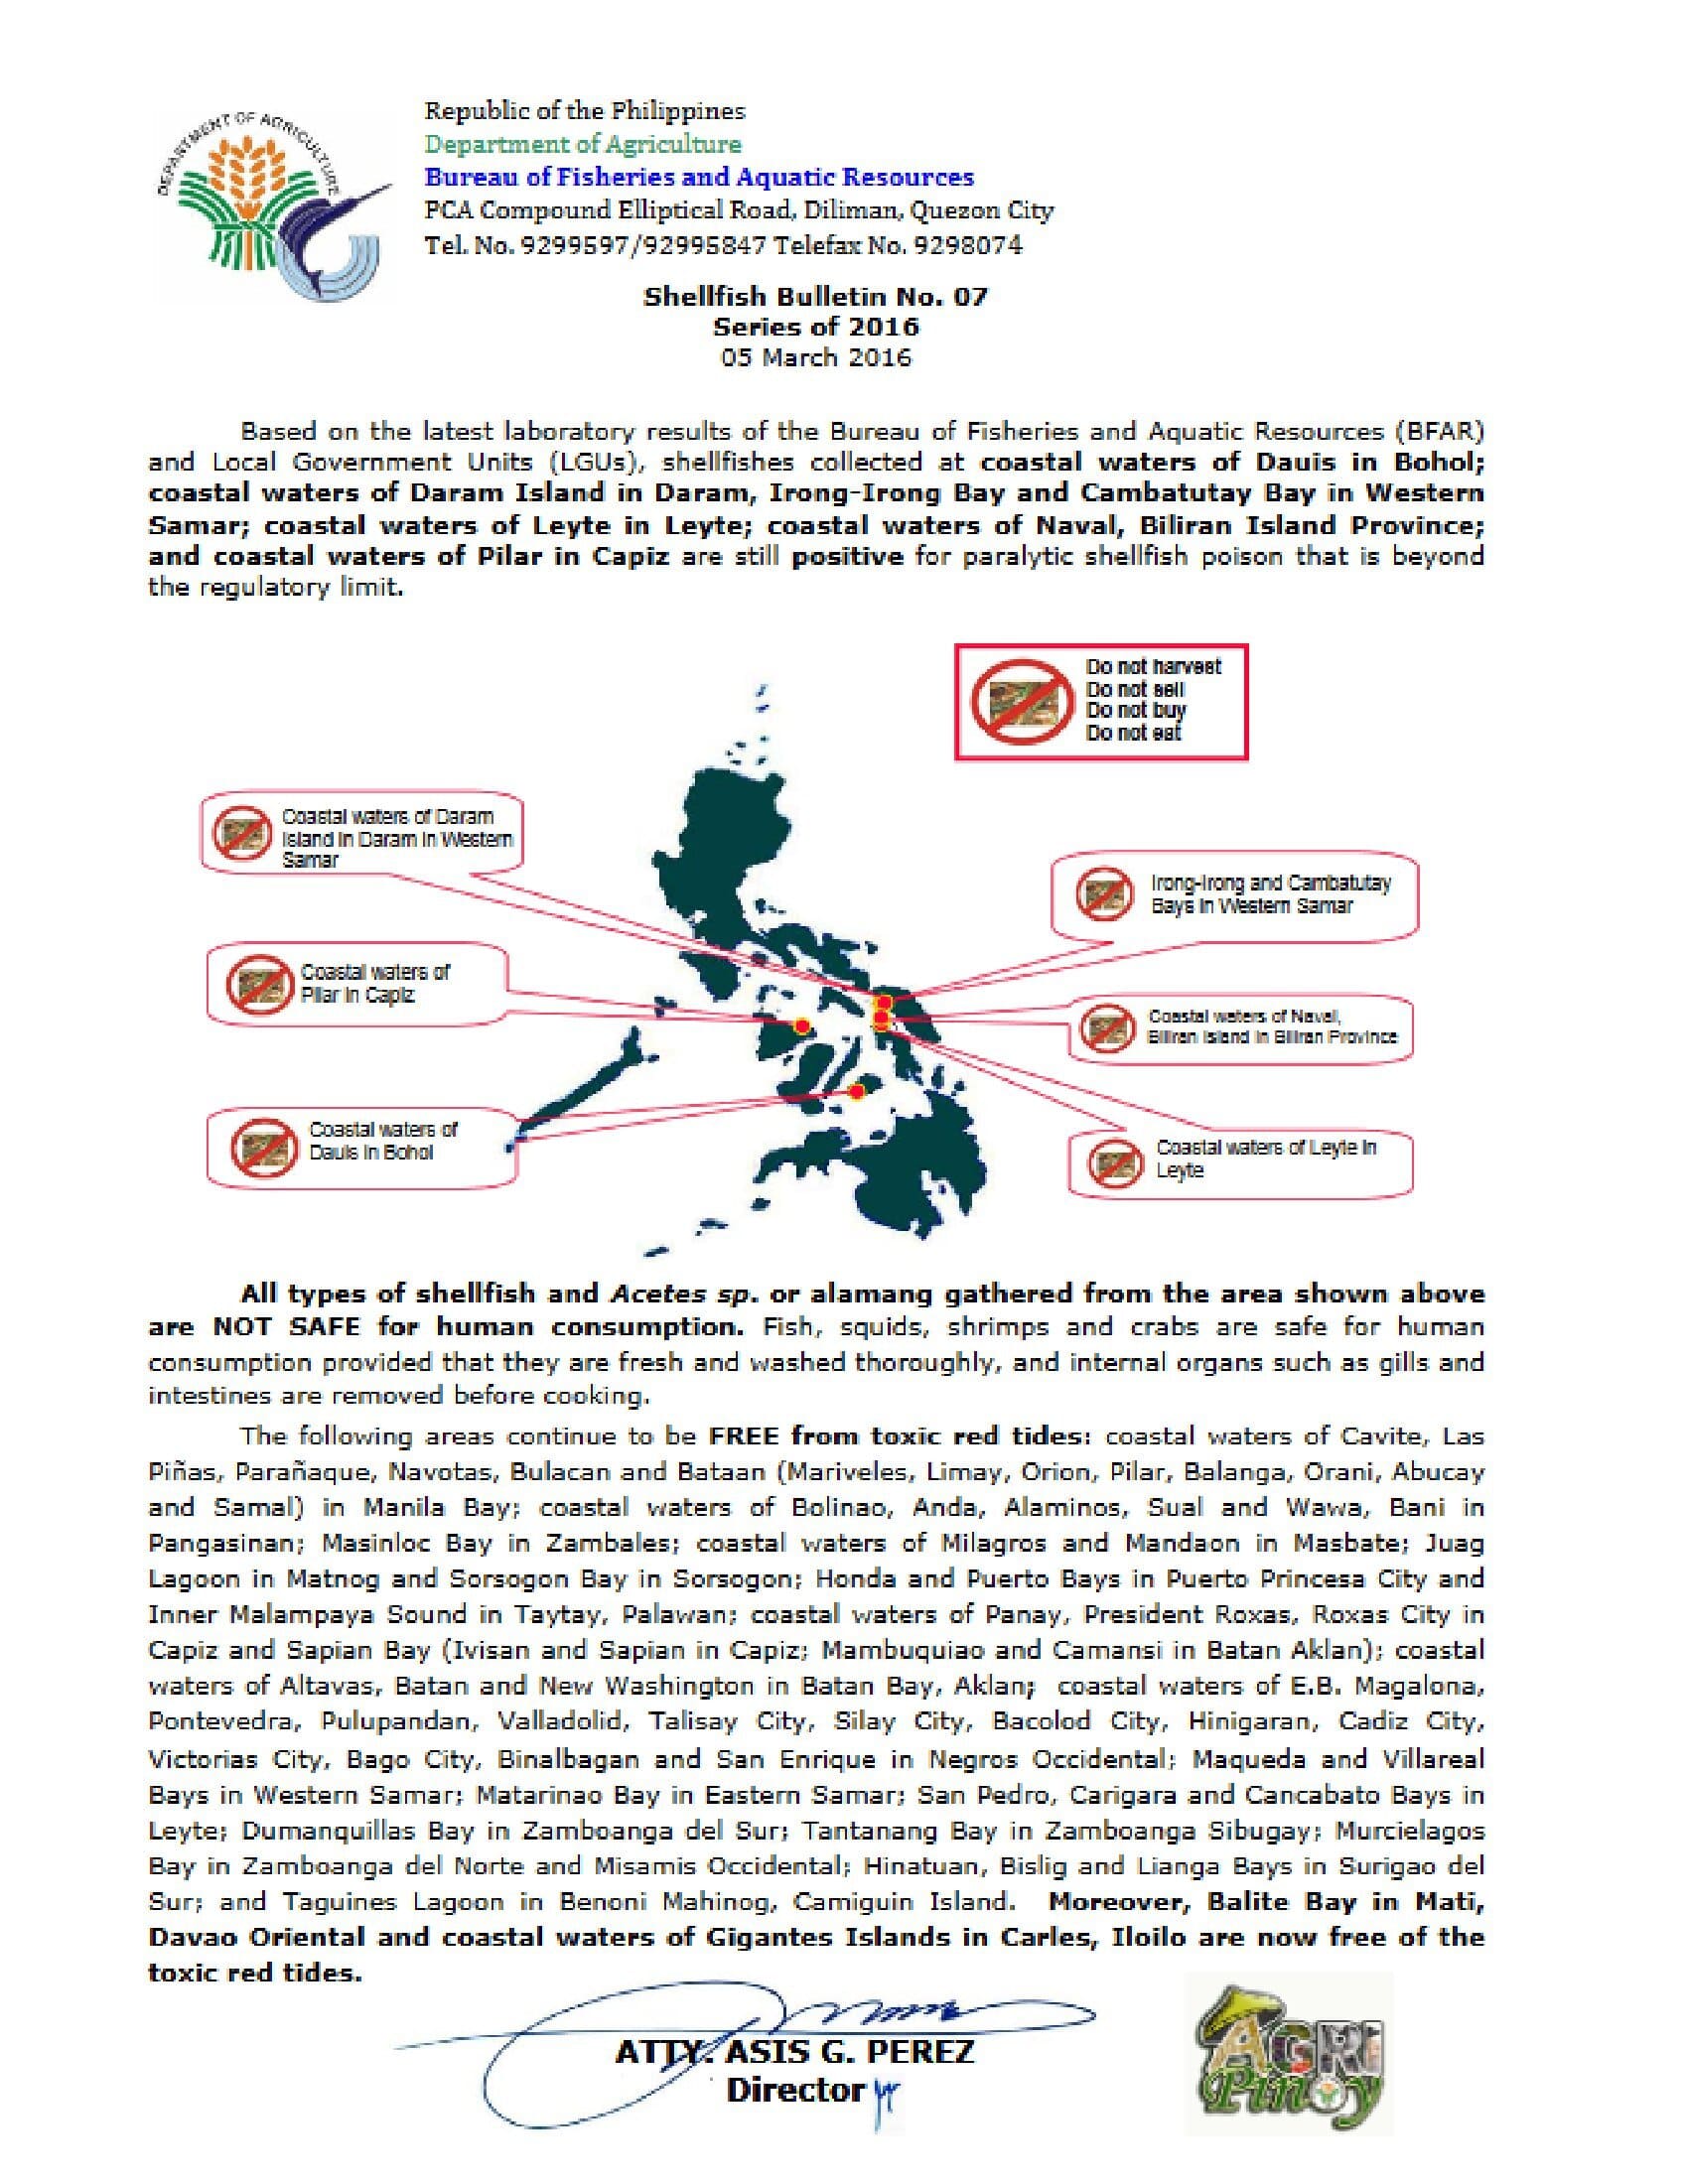 DEPARTMENT OF AGRICULTURE
Republic of the Philippines
Department of Agriculture
Bureau of Fisheries and Aquatic Resources
PCA Compound Elliptical Road, Diliman, Quezon City
Tel. No. 9299597/92995847 Telefax No. 9298074
Shellfish Bulletin No. 07
Series of 2016
05 March 2016
Based on the latest laboratory results of the Bureau of Fisheries and Aquatic Resources (BFAR)
and Local Government Units (LGUs), shellfishes collected at coastal waters of Dauis in Bohol;
coastal waters of Daram Island in Daram, Irong-Irong Bay and Cambatutay Bay in Western
Samar; coastal waters of Leyte in Leyte; coastal waters of Naval, Biliran Island Province;
and coastal waters of Pilar in Capiz are still positive for paralytic shellfish poison that is beyond
the regulatory limit.
Do not harvest
Do not sell
Do not buy
Do not eat
Coastal waters of Daram
Island in Daram in Western
Samar
Irong-Irong and Cambatutay
Bays in Western Samar
Coastal waters of
Pilar in Capiz
Coastal waters of Naval,
Biliran Island in Biliran Province
Coastal waters of
Dauis in Bohol
Coastal waters of Leyte in
Leyte
All types of shellfish and Acetes sp. or alamang gathered from the area shown above
are NOT SAFE for human consumption. Fish, squids, shrimps and crabs are safe for human
consumption provided that they are fresh and washed thoroughly, and internal organs such as gills and
intestines are removed before cooking.
The following areas continue to be FREE from toxic red tides: coastal waters of Cavite, Las
Piñas, Parañaque, Navotas, Bulacan and Bataan (Mariveles, Limay, Orion, Pilar, Balanga, Orani, Abucay
and Samal) in Manila Bay; coastal waters of Bolinao, Anda, Alaminos, Sual and Wawa, Bani in
Pangasinan; Masinloc Bay in Zambales; coastal waters of Milagros and Mandaon in Masbate; Juag
Lagoon in Matnog and Sorsogon Bay in Sorsogon; Honda and Puerto Bays in Puerto Princesa City and
Inner Malampaya Sound in Taytay, Palawan; coastal waters of Panay, President Roxas, Roxas City in
Capiz and Sapian Bay (Ivisan and Sapian in Capiz; Mambuquiao and Camansi in Batan Aklan); coastal
waters of Altavas, Batan and New Washington in Batan Bay, Aklan; coastal waters of E.B. Magalona,
Pontevedra, Pulupandan, Valladolid, Talisay City, Silay City, Bacolod City, Hinigaran, Cadiz City,
Victorias City, Bago City, Binalbagan and San Enrique in Negros Occidental; Maqueda and Villareal
Bays in Western Samar; Matarinao Bay in Eastern Samar; San Pedro, Carigara and Cancabato Bays in
Leyte; Dumanquillas Bay in Zamboanga del Sur; Tantanang Bay in Zamboanga Sibugay; Murcielagos
Bay in Zamboanga del Norte and Misamis Occidental; Hinatuan, Bislig and Lianga Bays in Surigao del
Sur; and Taguines Lagoon in Benoni Mahinog, Camiguin Island. Moreover, Balite Bay in Mati,
Davao Oriental and coastal waters of Gigantes Islands in Carles, Iloilo are now free of the
toxic red tides.
ATTY. ASIS G. PEREZ
Director
AGRI
Pinoy